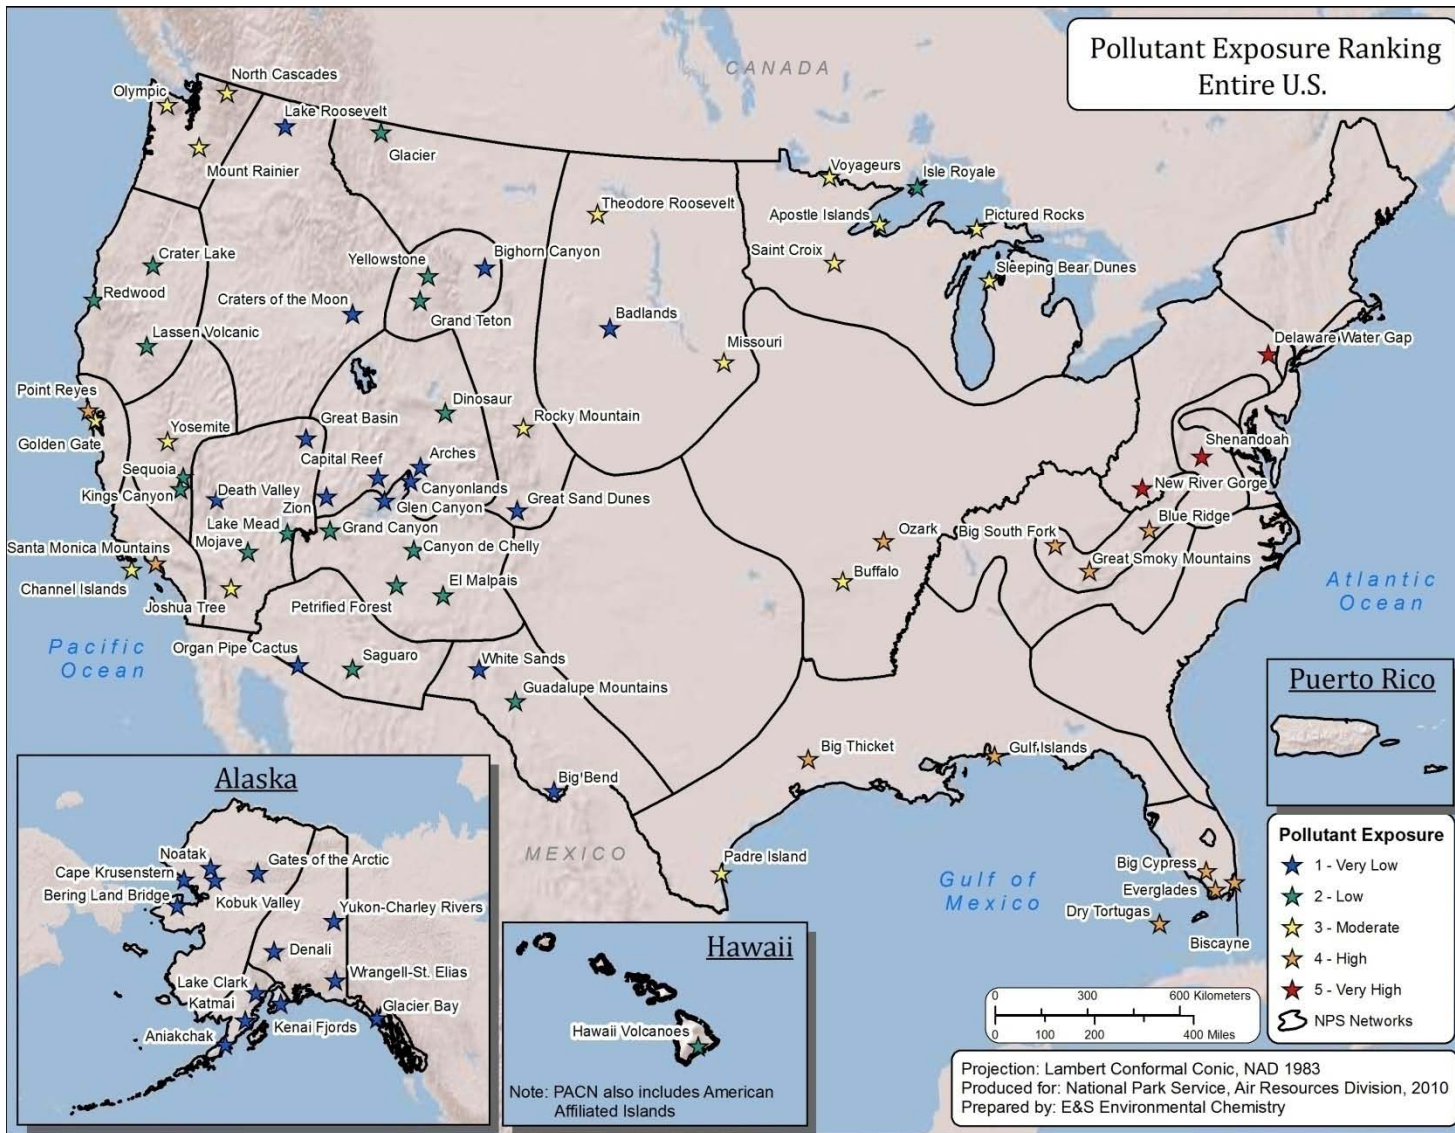 Pollutant Exposure Ranking
Entire U.S.
CANADA
North Cascades
Olympic
Lake Roosevelt
Glacier
Mount Rainier
Voyageurs
Isle Royale
Theodore Roosevelt
Apostle Islands
Pictured Rocks
Saint Croix
Sleeping Bear Dunes
Crater Lake
Yellowstone
Bighorn Canyon
Redwood
Craters of the Moon
Grand Teton
Badlands
Lassen Volcanic
Missouri
Delaware Water Gap
Point Reyes
Golden Gate
Yosemite
Great Basin
Dinosaur
Rocky Mountain
Shenandoah
Sequoia
Capital Reef
Arches
Kings Canyon
Death Valley
Canyonlands
New River Gorge
Zion
Glen Canyon
Great Sand Dunes
Lake Mead
Grand Canyon
Ozark
Big South Fork
Blue Ridge
Mojave
Canyon de Chelly
Santa Monica Mountains
Great Smoky Mountains
Channel Islands
Joshua Tree
Petrified Forest
El Malpais
Buffalo
Atlantic
Ocean
Pacific
Ocean
Organ Pipe Cactus
Saguaro
White Sands
Guadalupe Mountains
Big Thicket
Gulf Islands
Big Bend
MEXICO
Padre Island
Gulf of
Mexico
Big Cypress
Everglades
Dry Tortugas
Biscayne
Puerto Rico
Alaska
Noatak
Gates of the Arctic
Cape Krusenstern
Bering Land Bridge
Kobuk Valley
Yukon-Charley Rivers
Denali
Wrangell-St. Elias
Lake Clark
Katmai
Glacier Bay
Kenai Fjords
Aniakchak
Hawaii
Hawaii Volcanoes
Note: PACN also includes American
Affiliated Islands
Pollutant Exposure
1 - Very Low
2 - Low
3 - Moderate
4 - High
5 - Very High
NPS Networks
0 300 600 Kilometers
0 100 200 400 Miles
Projection: Lambert Conformal Conic, NAD 1983
Produced for: National Park Service, Air Resources Division, 2010
Prepared by: E&S Environmental Chemistry